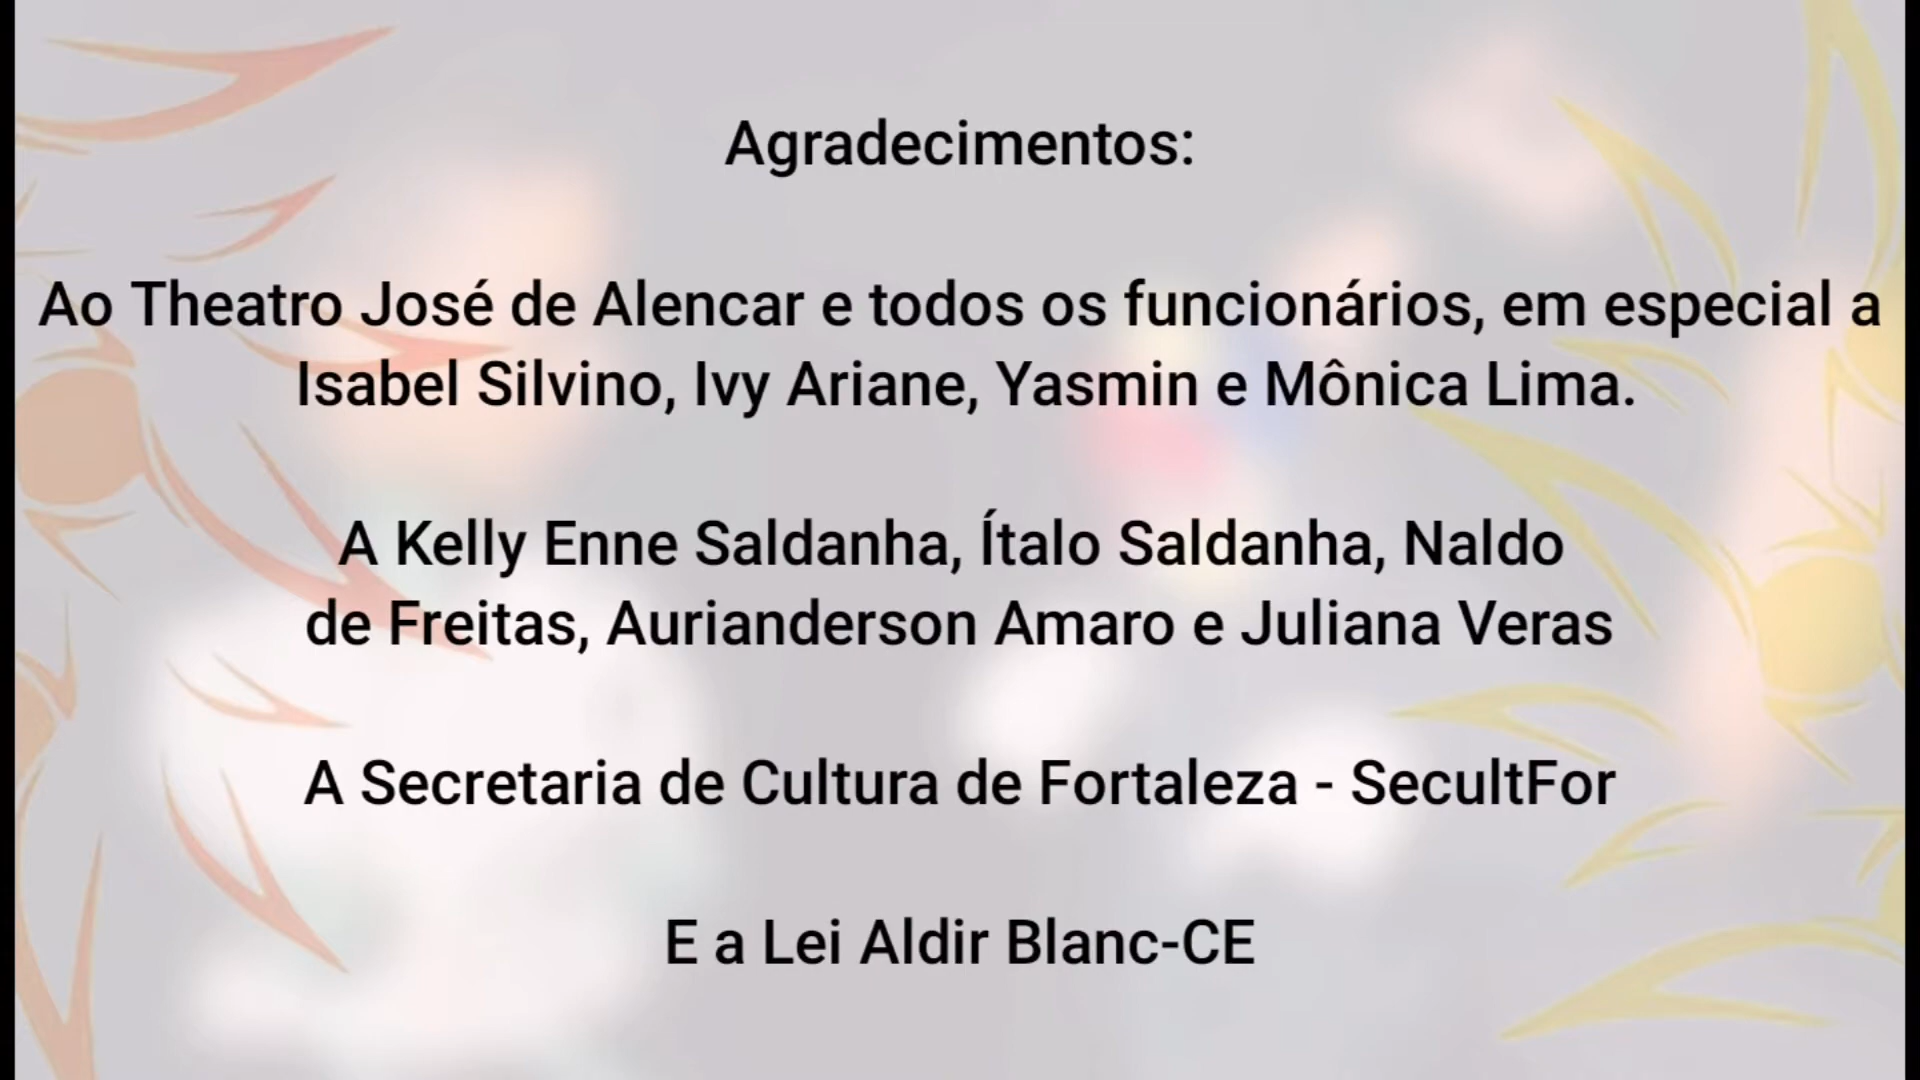 Agradecimentos:
Ao Theatro José de Alencar e todos os funcionários, em especial a
Isabel Silvino, Ivy Ariane, Yasmin e Mônica Lima.
A Kelly Enne Saldanha, Ítalo Saldanha, Naldo
de Freitas, Aurianderson Amaro e Juliana Veras
A Secretaria de Cultura de Fortaleza - SecultFor
E a Lei Aldir Blanc-CE